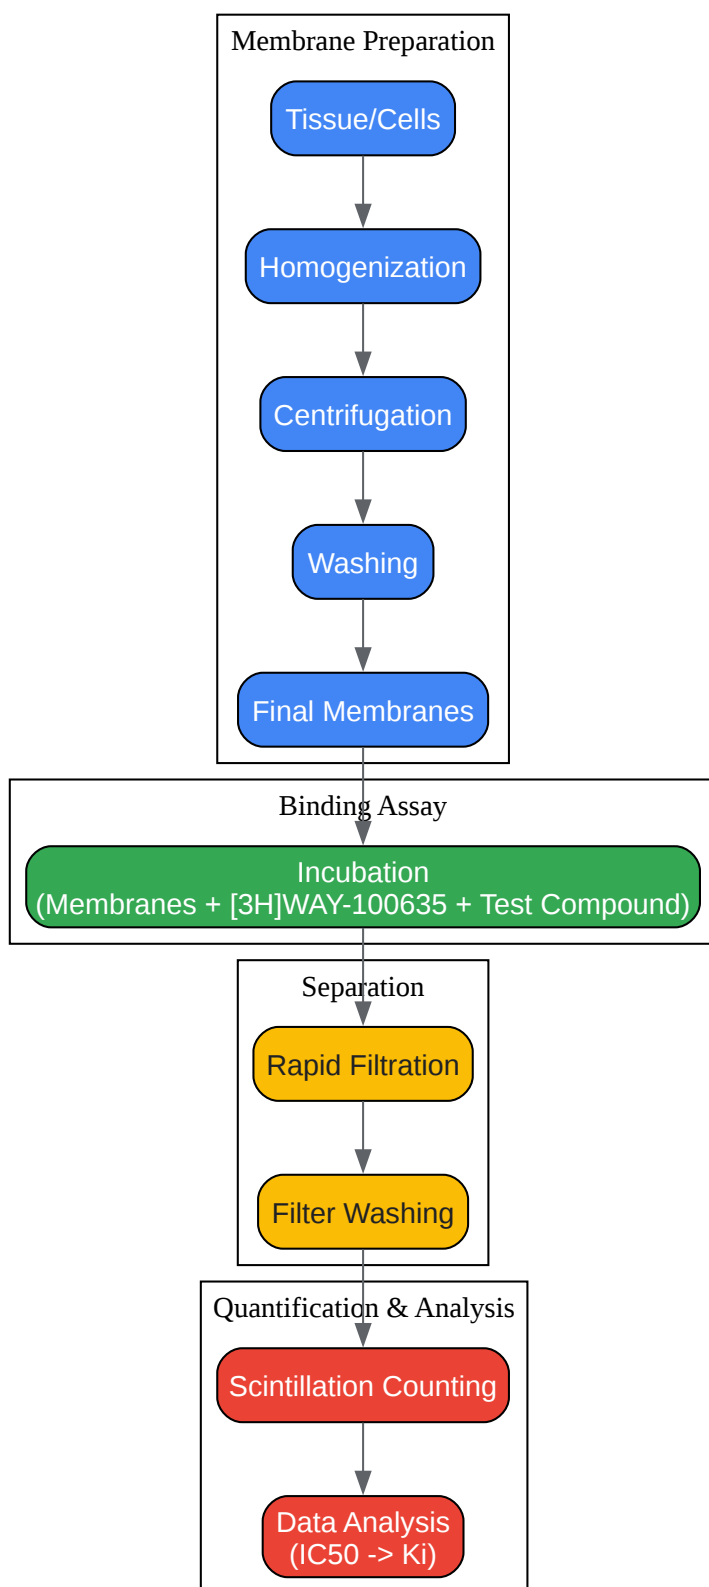 Membrane Preparation
Tissue/Cells
Homogenization
Centrifugation
Washing
Final Membranes
Binding Assay
Incubation
(Membranes + [3H]WAY-100635 + Test Compound)
Separation
Rapid Filtration
Filter Washing
Quantification & Analysis
Scintillation Counting
Data Analysis
(IC50 -> Ki)